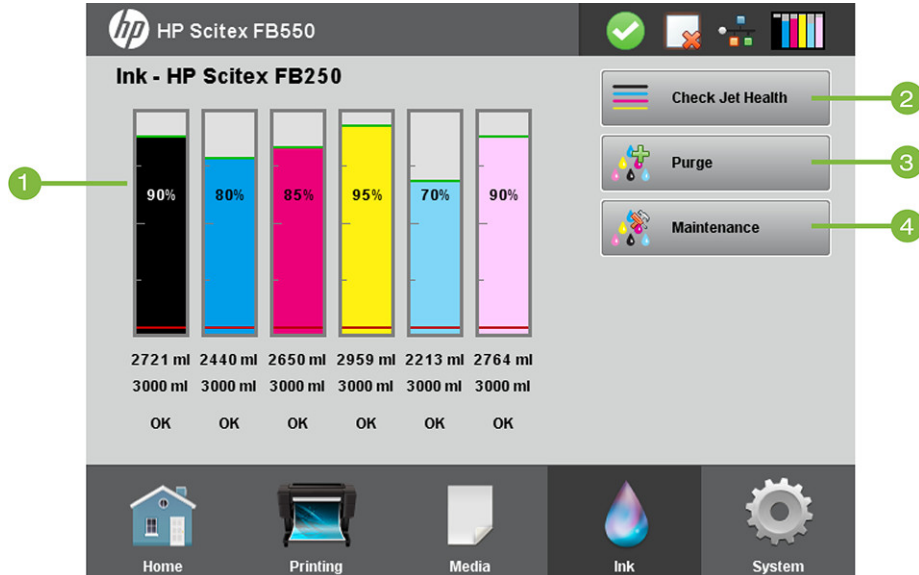 hp HP Scitex FB550
Ink - HP Scitex FB250
90% 80% 85% 95% 70% 90%
2721 ml 2440 ml 2650 ml 2959 ml 2213 ml 2764 ml
3000 ml 3000 ml 3000 ml 3000 ml 3000 ml 3000 ml
OK OK OK OK OK OK
1
Check Jet Health 2
Purge 3
Maintenance 4
Home Printing Media Ink System